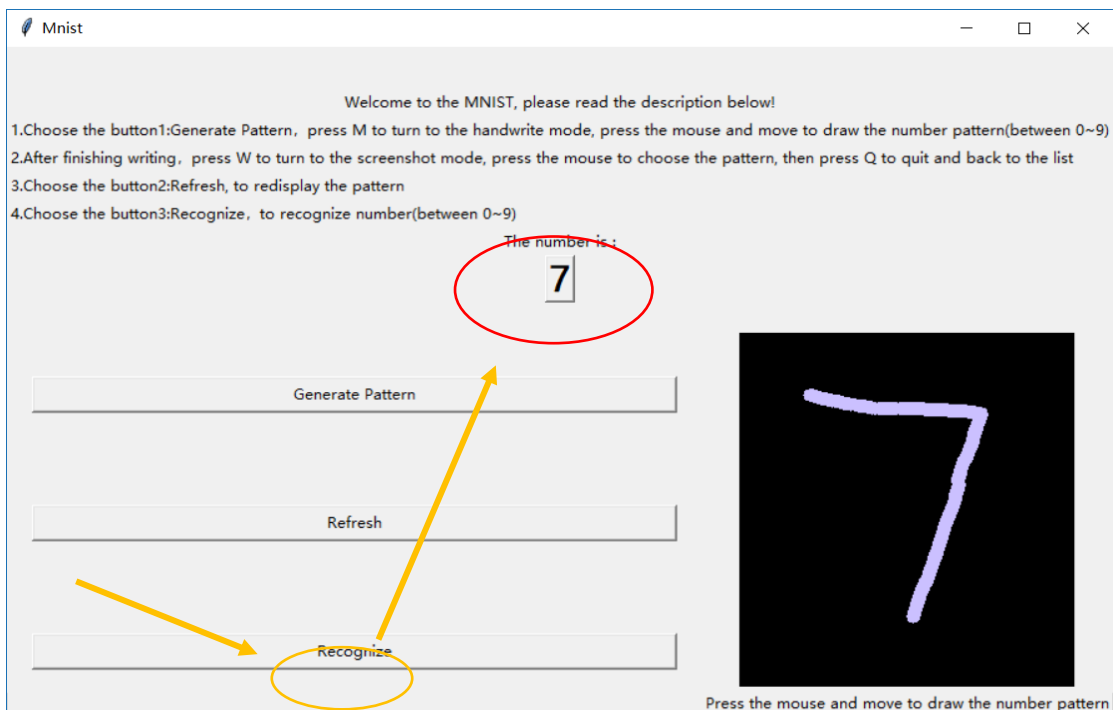 Mnist
Welcome to the MNIST, please read the description below!
1.Choose the button1:Generate Pattern，press M to turn to the handwrite mode, press the mouse and move to draw the number pattern(between 0~9)
2.After finishing writing，press W to turn to the screenshot mode, press the mouse to choose the pattern, then press Q to quit and back to the list
3.Choose the button2:Refresh, to redisplay the pattern
4.Choose the button3:Recognize，to recognize number(between 0~9)
The number is :
7
Generate Pattern
Refresh
Recognize
7
Press the mouse and move to draw the number pattern